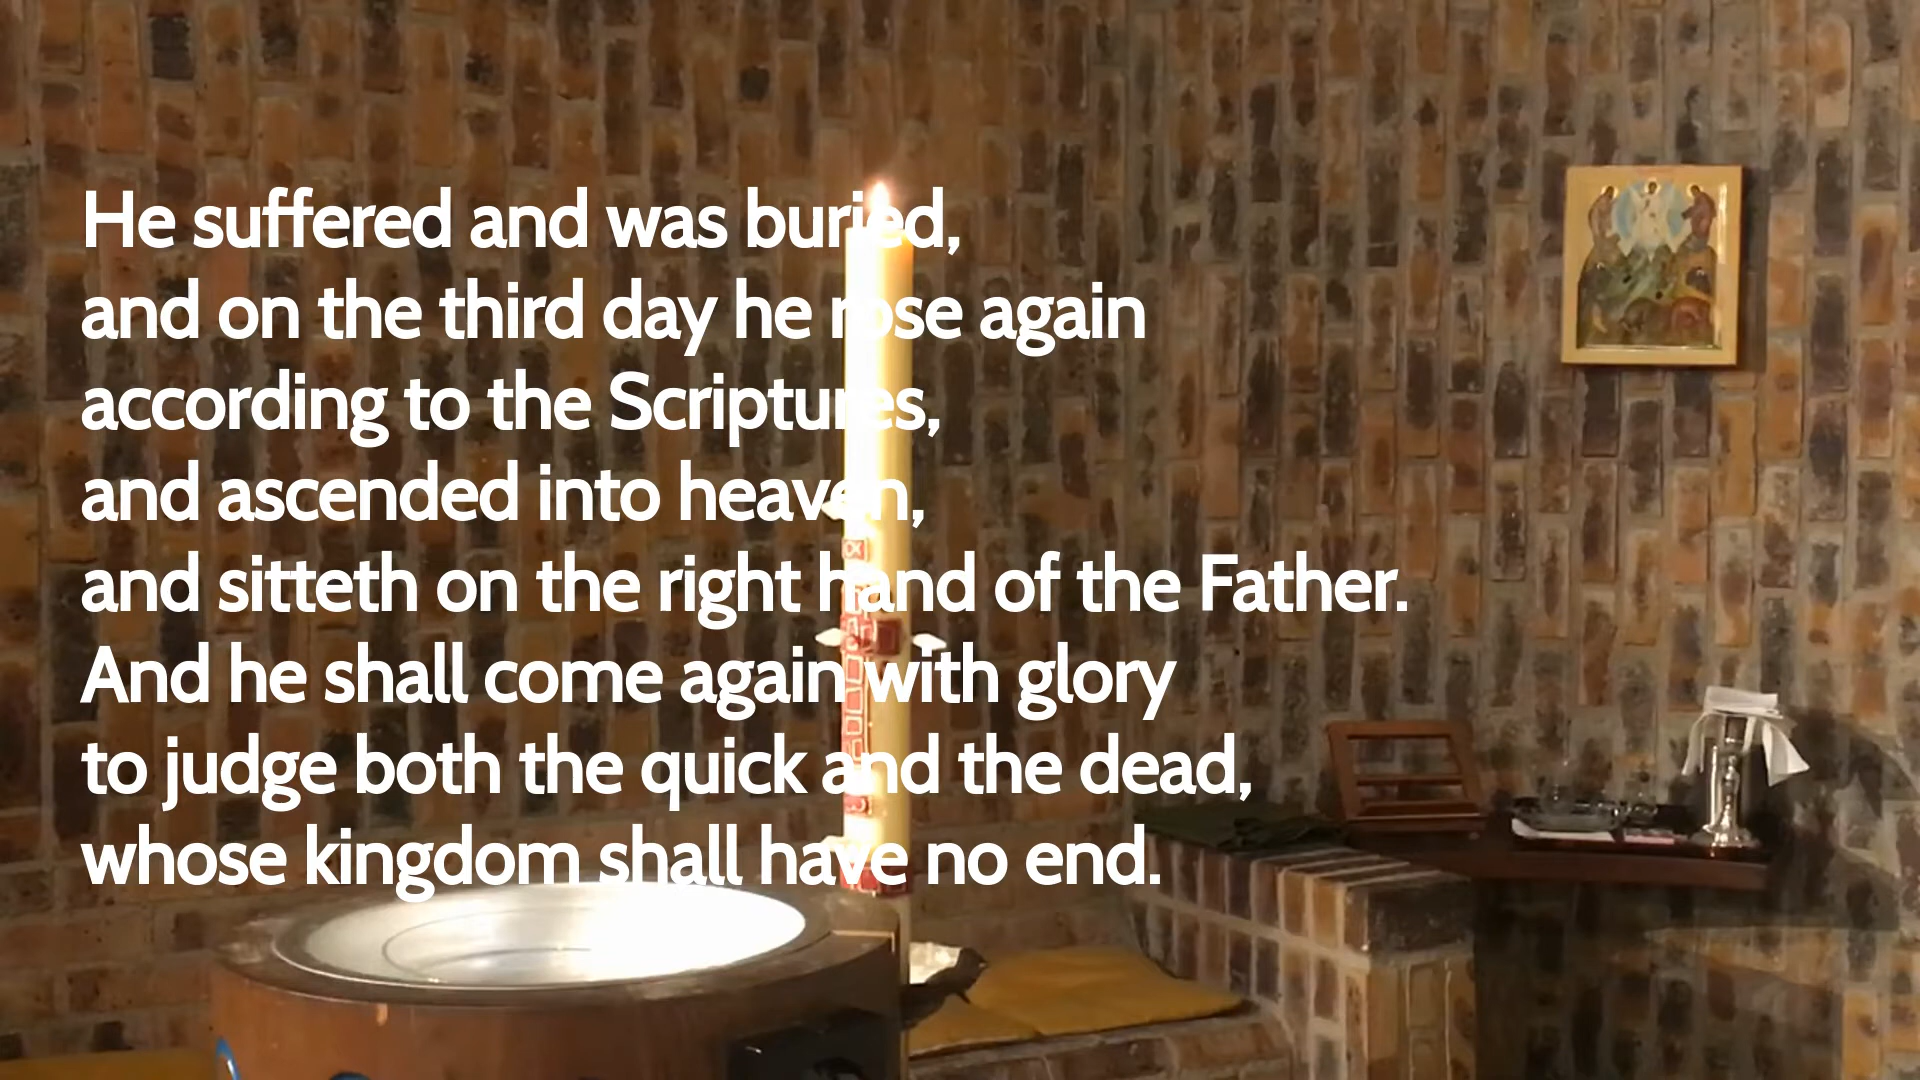 He suffered and was buried,
and on the third day he rose again
according to the Scriptures,
and ascended into heaven,
and sitteth on the right hand of the Father.
And he shall come again with glory
to judge both the quick and the dead,
whose kingdom shall have no end.